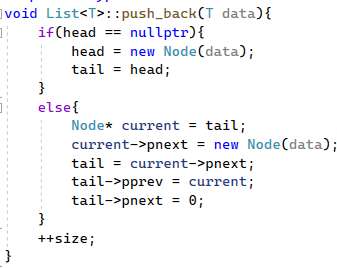 void List<T>::push_back(T data){
    if(head == nullptr){
        head = new Node(data);
        tail = head;
    }
    else{
        Node* current = tail;
        current->pnext = new Node(data);
        tail = current->pnext;
        tail->pprev = current;
        tail->pnext = 0;
    }
    ++size;
}